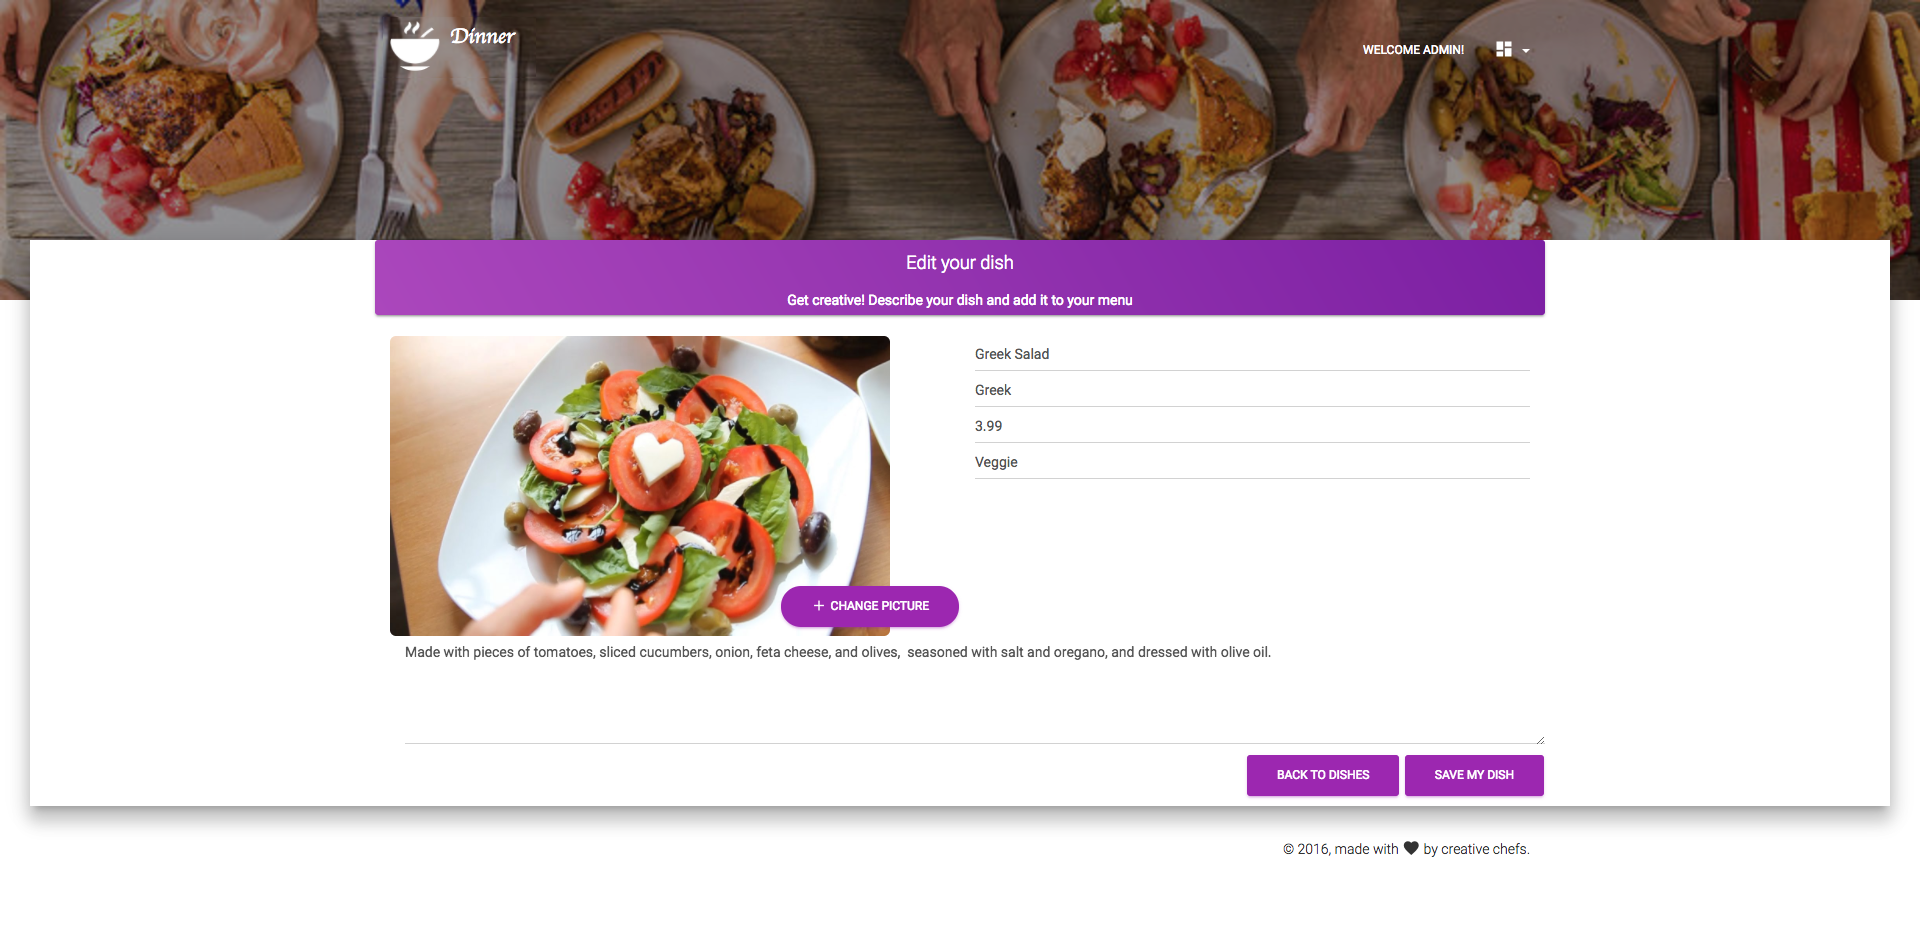 Dinner
WELCOME ADMIN!
Edit your dish
Get creative! Describe your dish and add it to your menu
Greek Salad
Greek
3.99
Veggie
+ CHANGE PICTURE
Made with pieces of tomatoes, sliced cucumbers, onion, feta cheese, and olives,  seasoned with salt and oregano, and dressed with olive oil.
BACK TO DISHES
SAVE MY DISH
© 2016, made with ♥ by creative chefs.